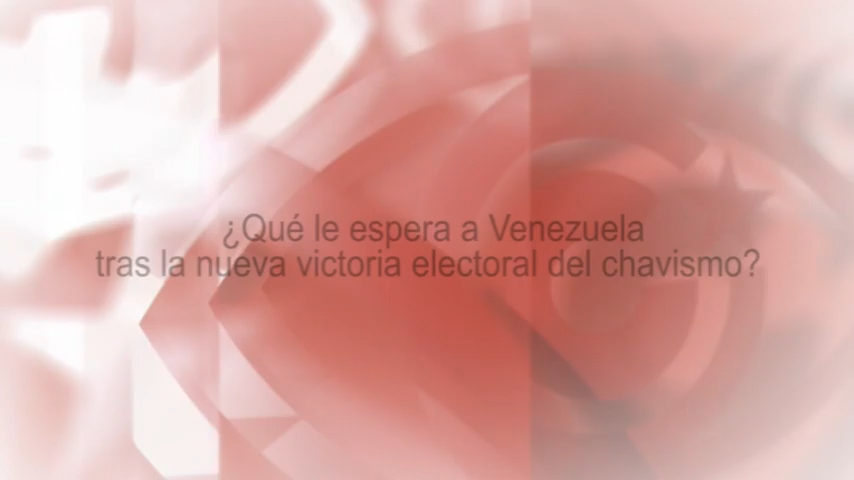 ¿Qué le espera a Venezuela
tras la nueva victoria electoral del chavismo?